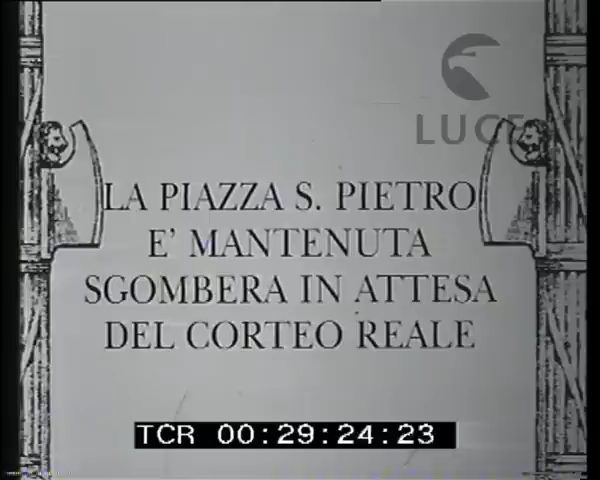 LUCE
LA PIAZZA S. PIETRO
E' MANTENUTA
SGOMBERA IN ATTESA
DEL CORTEO REALE
TCR 00:29:24:23